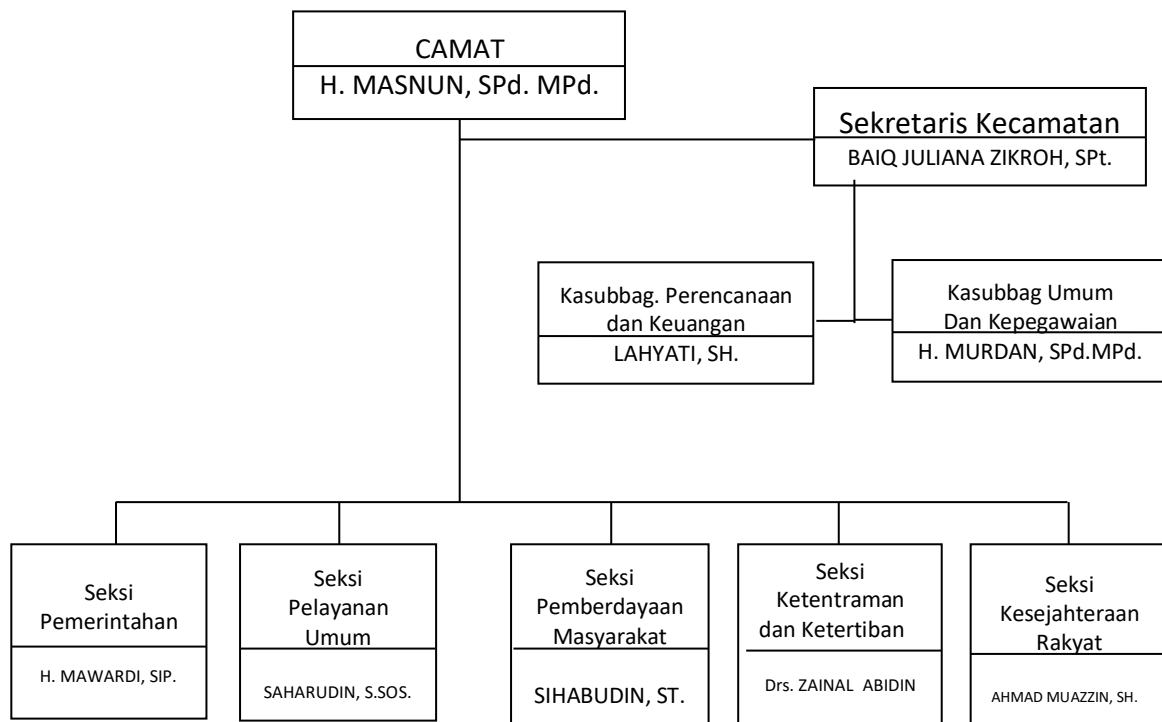 CAMAT
H. MASNUN, SPd. MPd.
Sekretaris Kecamatan
BAIQ JULIANA ZIKROH, SPt.
Kasubbag. Perencanaan
dan Keuangan
LAHYATI, SH.
Kasubbag Umum
Dan Kepegawaian
H. MURDAN, SPd.MPd.
Seksi
Pemerintahan
H. MAWARDI, SIP.
Seksi
Pelayanan
Umum
SAHARUDIN, S.SOS.
Seksi
Pemberdayaan
Masyarakat
SIHABUDIN, ST.
Seksi
Ketentraman
dan Ketertiban
Drs. ZAINAL ABIDIN
Seksi
Kesejahteraan
Rakyat
AHMAD MUAZZIN, SH.